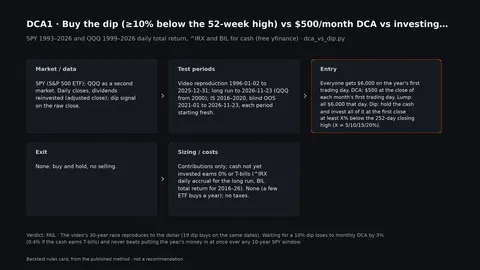 DCA1 · Buy the dip (≥10% below the 52-week high) vs $500/month DCA vs investing...
SPY 1993–2026 and QQQ 1999–2026 daily total return, ^IRX and BIL for cash (free yfinance) · dca_vs_dip.py
Market / data
SPY (S&P 500 ETF); QQQ as a second
market. Daily closes, dividends
reinvested (adjusted close); dip signal
on the raw close.
Test periods
Video reproduction 1996-01-02 to
2025-12-31; long run to 2026-11-23 (QQQ
from 2000); IS 2016-2020, blind OOS
2021-01 to 2026-11-23, each period
starting fresh.
Entry
Everyone gets $6,000 on the year's first
trading day. DCA: $500 at the close of
each month's first trading day. Lump:
all $6,000 that day. Dip: hold the cash
and invest all of it at the first close
at least X% below the 252-day closing
high (X = 5/10/15/20%).
Exit
None: buy and hold, no selling.
Sizing / costs
Contributions only, cash not yet
invested earns 0% or T-bills (^IRX
daily accrual for the long run, BIL
total return for 2016–26). None (a few
ETF buys a year); no taxes.
Verdict: FAIL · The video's 30-year race reproduces to the dollar (19 dip buys on the same dates). Waiting for a 10% dip loses to monthly DCA by 3%
(0.4% if the cash earns T-bills) and never beats putting the year's money in at once over any 10-year SPY window.
Backtest rules card, from the published method · not a recommendation.